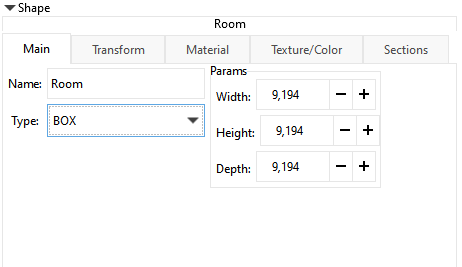 Shape
Room
Main Transform Material Texture/Color Sections
Name: Room
Type: BOX
Params
Width: 9,194 − +
Height: 9,194 − +
Depth: 9,194 − +